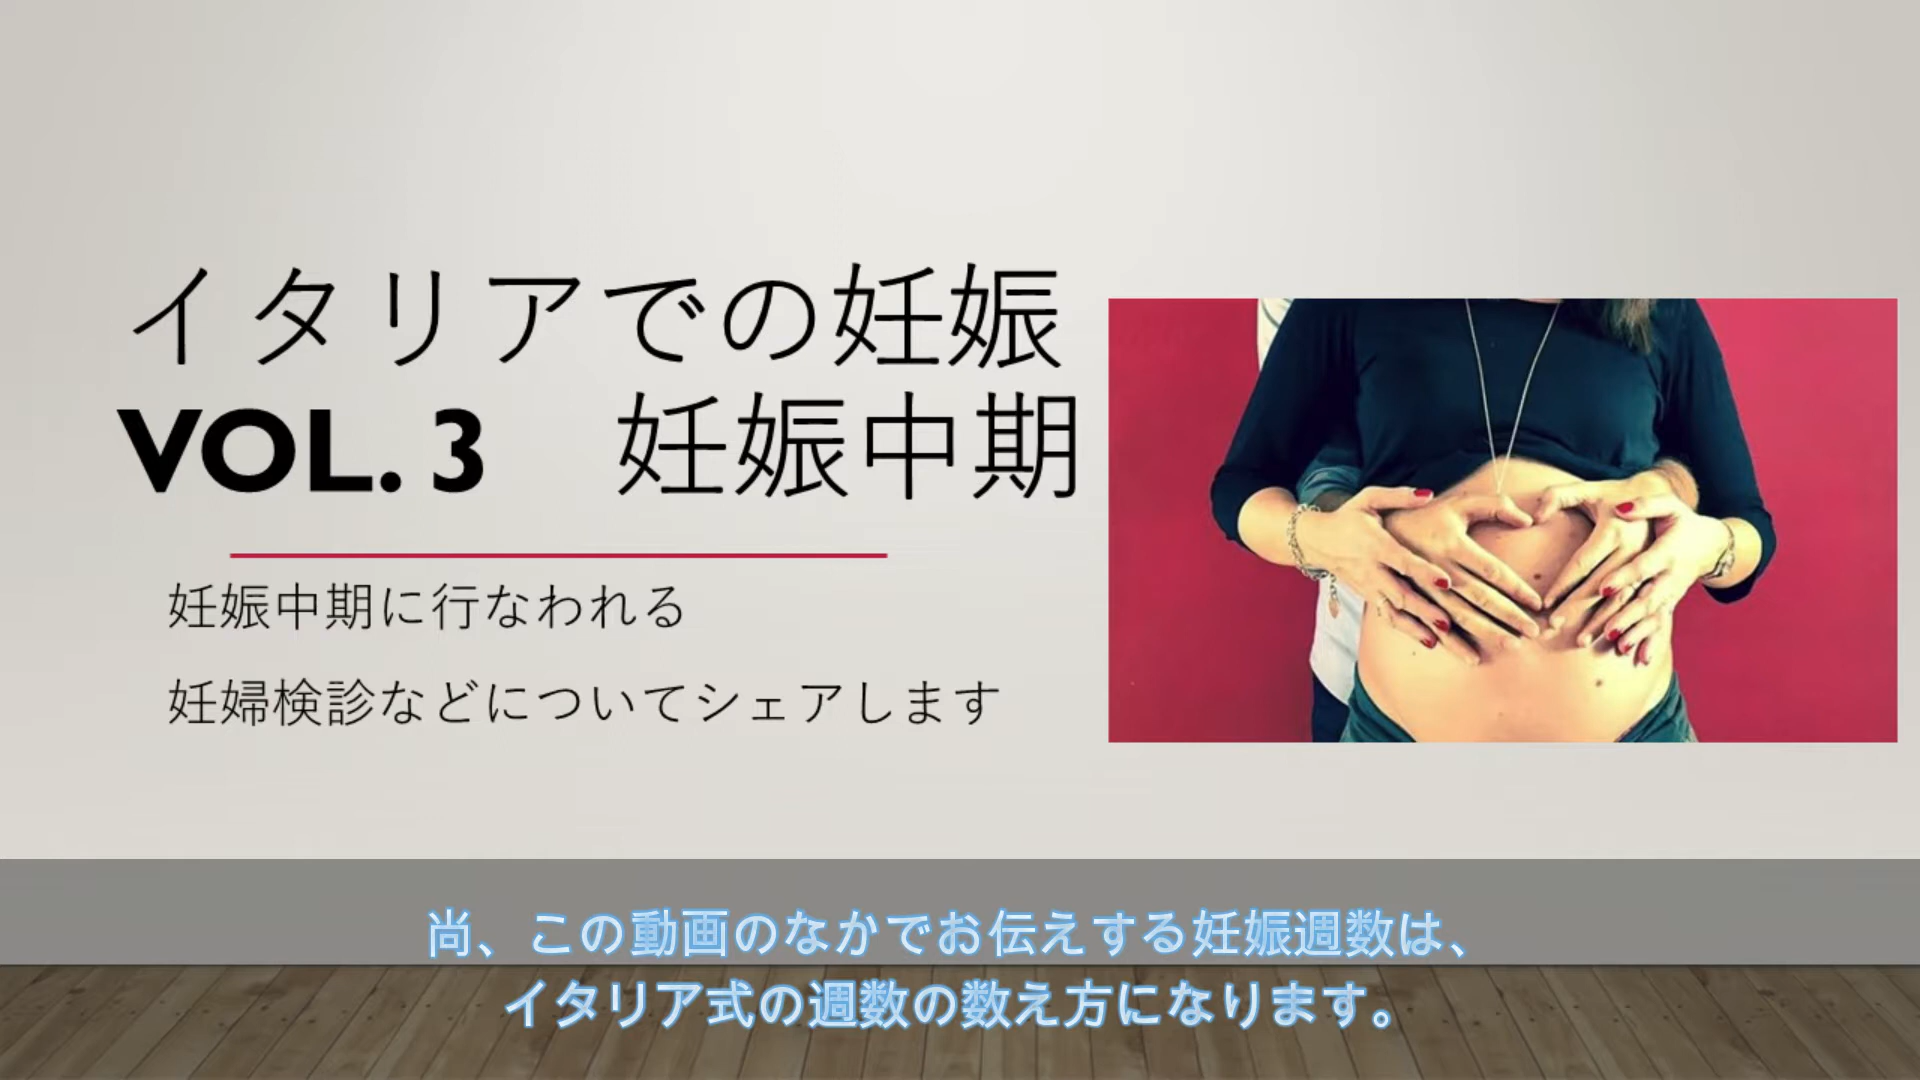 イタリアでの妊娠
VOL. 3　妊娠中期
妊娠中期に行なわれる
妊婦検診などについてシェアします
尚、この動画のなかでお伝えする妊娠週数は、
イタリア式の週数の数え方になります。